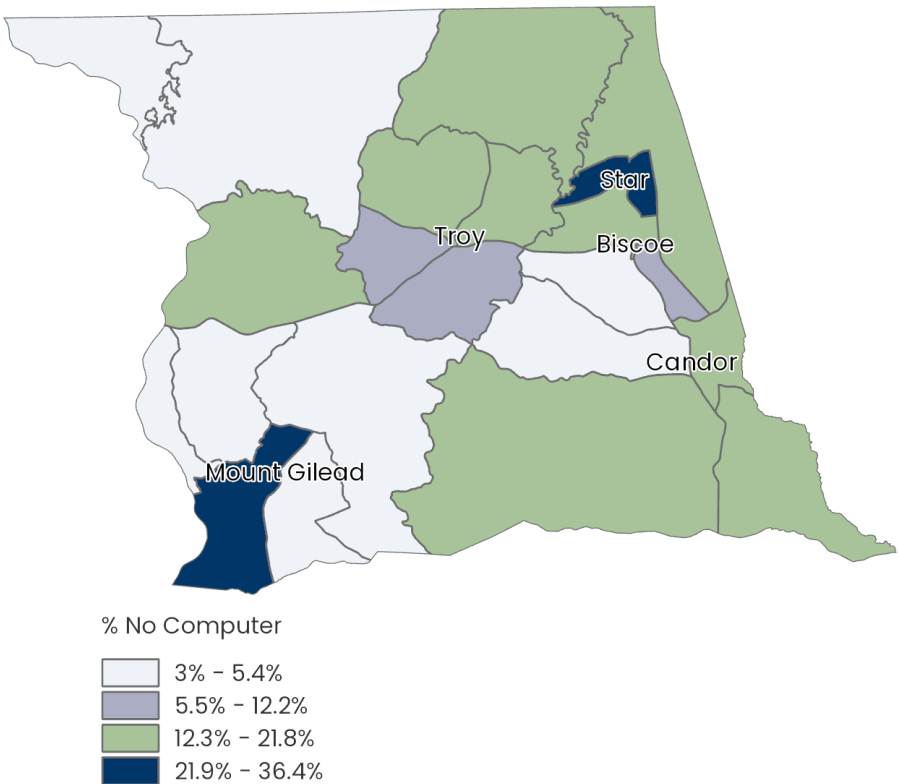 Star
Troy
Biscoe
Candor
Mount Gilead
% No Computer
3% - 5.4%
5.5% - 12.2%
12.3% - 21.8%
21.9% - 36.4%